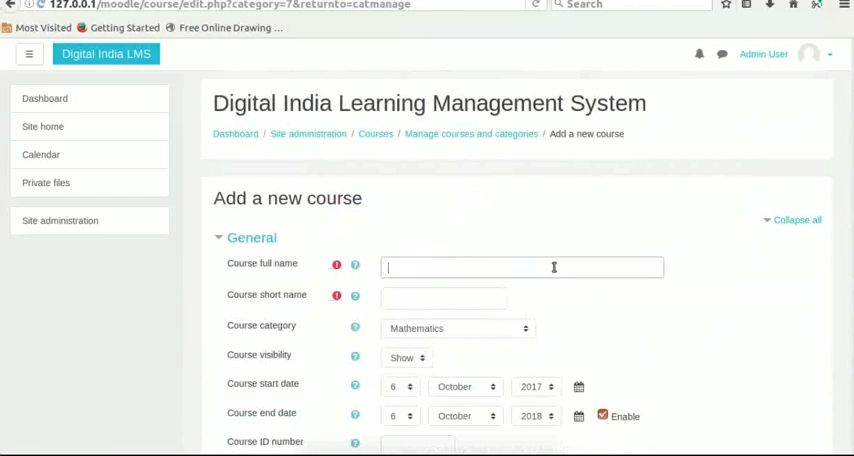 127.0.0.1/moodle/course/edit.php?category=7&returnto=catmanage
Search
Most Visited Getting Started Free Online Drawing ...
Digital India LMS
Admin User
Dashboard
Site home
Calendar
Private files
Site administration
Digital India Learning Management System
Dashboard / Site administration / Courses / Manage courses and categories / Add a new course
Add a new course
Collapse all
General
Course full name
Course short name
Course category Mathematics
Course visibility Show
Course start date 6 October 2017
Course end date 6 October 2018 Enable
Course ID number